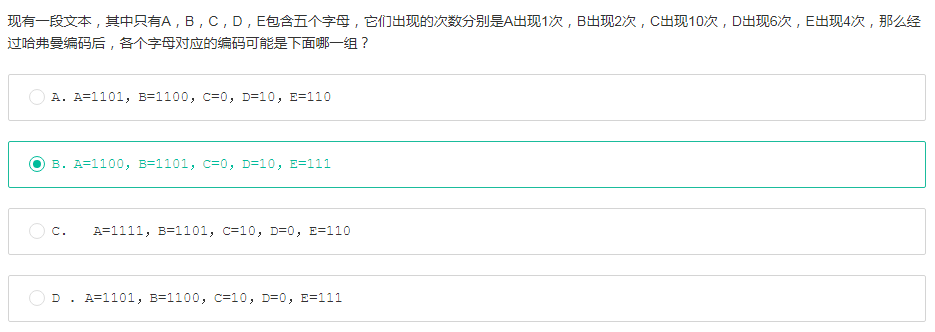 现有一段文本，其中只有A，B，C，D，E包含五个字母，它们出现的次数分别是A出现1次，B出现2次，C出现10次，D出现6次，E出现4次，那么经
过哈弗曼编码后，各个字母对应的编码可能是下面哪一组？
A. A=1101, B=1100, C=0, D=10, E=110
B. A=1100, B=1101, C=0, D=10, E=111
C. A=1111, B=1101, C=10, D=0, E=110
D . A=1101, B=1100, C=10, D=0, E=111